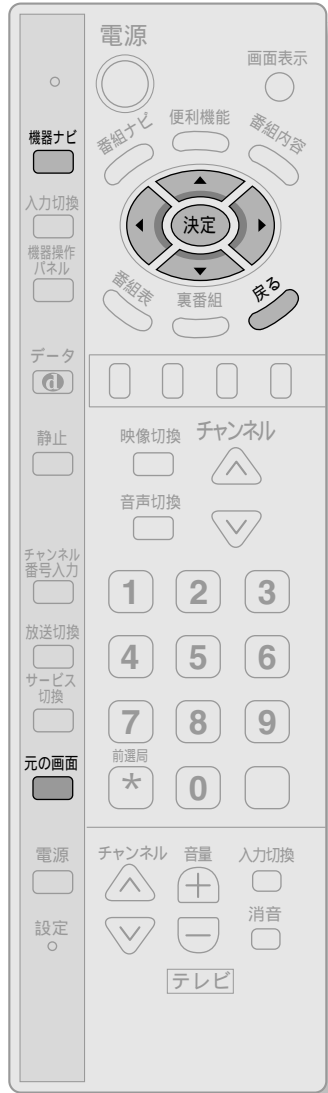 電源
画面表示
機器ナビ
番組ナビ
便利機能
番組内容
入力切換
決定
機器操作
パネル
番組表
裏番組
戻る
データ
d
静止
映像切換
チャンネル
音声切換
チャンネル
番号入力
1 2 3
放送切換
4 5 6
サービス
切換
7 8 9
元の画面
前選局
* 0
電源
チャンネル 音量 入力切換
設定
消音
テレビ